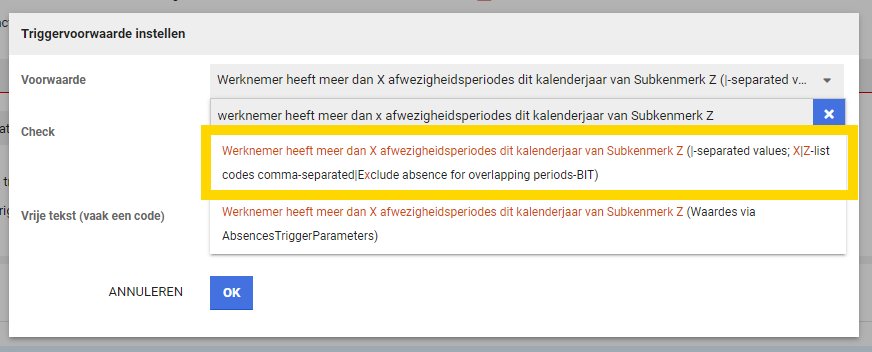 Triggervoorwaarde instellen
Voorwaarde
Werknemer heeft meer dan X afwezigheidsperiodes dit kalenderjaar van Subkenmerk Z (|-separated v...
werknemer heeft meer dan x afwezigheidsperiodes dit kalenderjaar van Subkenmerk Z
Check
Werknemer heeft meer dan X afwezigheidsperiodes dit kalenderjaar van Subkenmerk Z (|-separated values; X|Z-list
codes comma-separated|Exclude absence for overlapping periods-BIT)
Werknemer heeft meer dan X afwezigheidsperiodes dit kalenderjaar van Subkenmerk Z (Waardes via
AbsencesTriggerParameters)
Vrije tekst (vaak een code)
ANNULEREN
OK